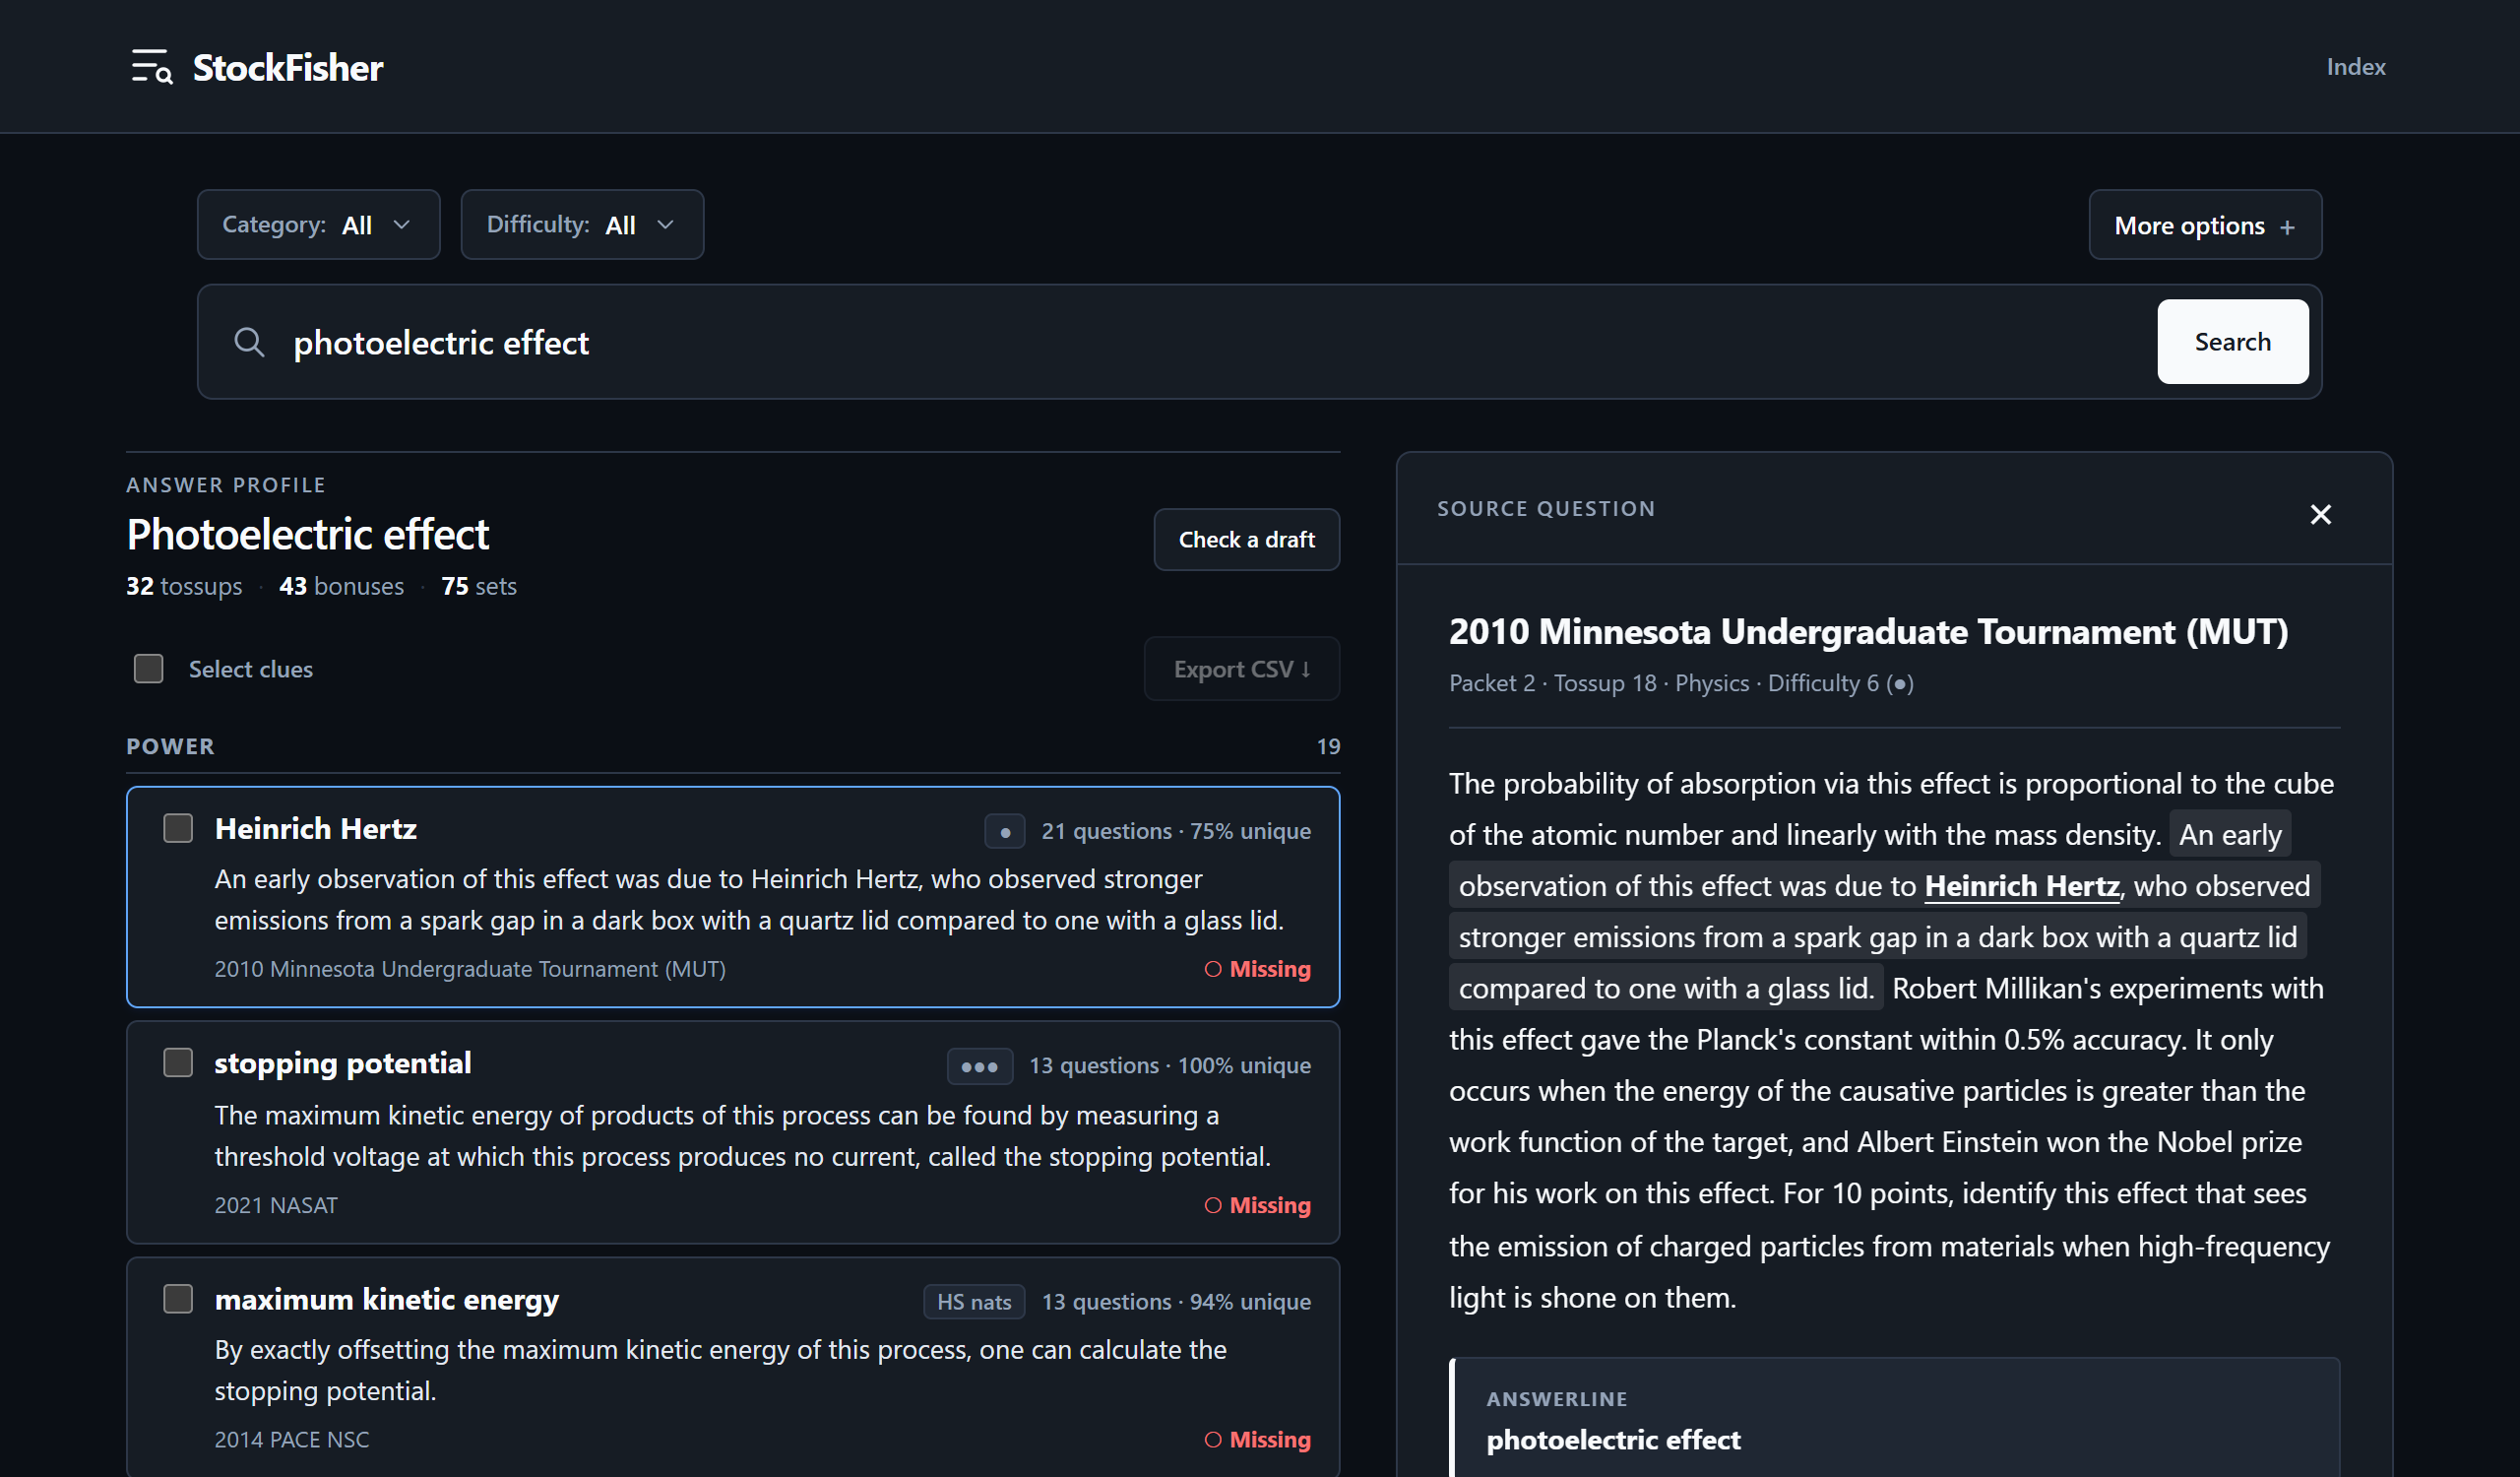 StockFisher
Index
Category: All
Difficulty: All
More options +
photoelectric effect
Search
ANSWER PROFILE
Photoelectric effect
Check a draft
32 tossups · 43 bonuses · 75 sets
Select clues
Export CSV ↓
POWER
19
Heinrich Hertz
● 21 questions · 75% unique
An early observation of this effect was due to Heinrich Hertz, who observed stronger
emissions from a spark gap in a dark box with a quartz lid compared to one with a glass lid.
2010 Minnesota Undergraduate Tournament (MUT)
Missing
stopping potential
●●● 13 questions · 100% unique
The maximum kinetic energy of products of this process can be found by measuring a
threshold voltage at which this process produces no current, called the stopping potential.
2021 NASAT
Missing
maximum kinetic energy
HS nats 13 questions · 94% unique
By exactly offsetting the maximum kinetic energy of this process, one can calculate the
stopping potential.
2014 PACE NSC
Missing
SOURCE QUESTION
2010 Minnesota Undergraduate Tournament (MUT)
Packet 2 · Tossup 18 · Physics · Difficulty 6 (●)
The probability of absorption via this effect is proportional to the cube
of the atomic number and linearly with the mass density. An early
observation of this effect was due to Heinrich Hertz, who observed
stronger emissions from a spark gap in a dark box with a quartz lid
compared to one with a glass lid. Robert Millikan's experiments with
this effect gave the Planck's constant within 0.5% accuracy. It only
occurs when the energy of the causative particles is greater than the
work function of the target, and Albert Einstein won the Nobel prize
for his work on this effect. For 10 points, identify this effect that sees
the emission of charged particles from materials when high-frequency
light is shone on them.
ANSWERLINE
photoelectric effect